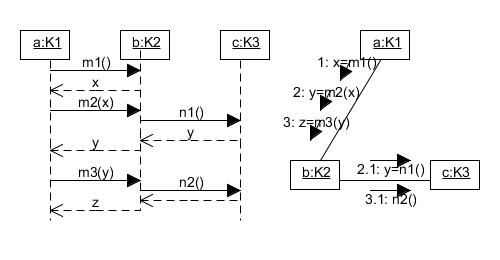 a:K1
b:K2
c:K3
m1()
x
m2(x)
n1()
y
y
m3(y)
n2()
z
a:K1
1: x=m1()
2: y=m2(x)
3: z=m3(y)
b:K2
2.1: y=n1()
c:K3
3.1: n2()